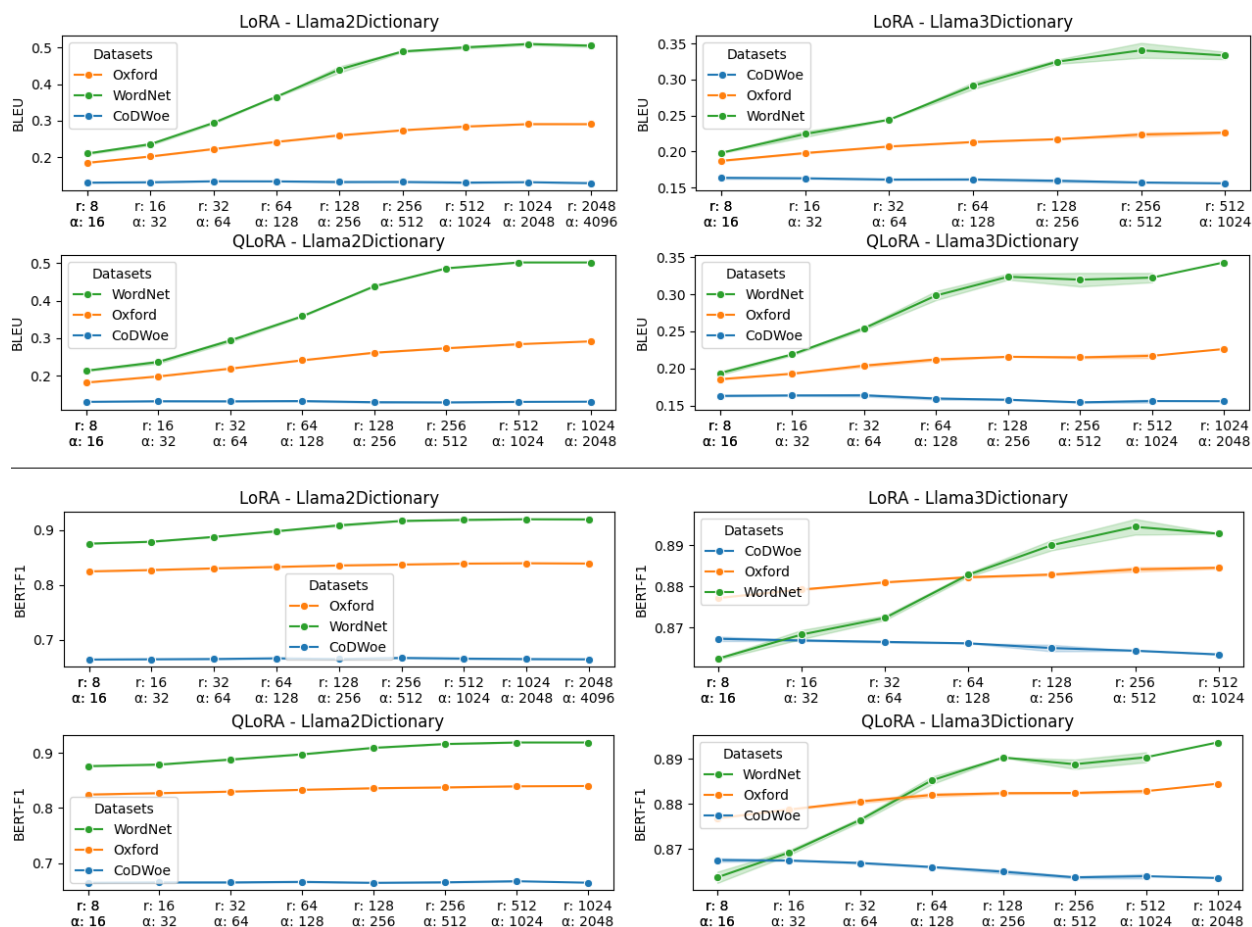 LoRA - Llama2Dictionary
BLEU
0.5
0.4
0.3
0.2
Datasets
Oxford
WordNet
CoDWoe
r: 8 r: 16 r: 32 r: 64 r: 128 r: 256 r: 512 r: 1024 r: 2048
α: 16 α: 32 α: 64 α: 128 α: 256 α: 512 α: 1024 α: 2048 α: 4096
LoRA - Llama3Dictionary
BLEU
0.35
0.30
0.25
0.20
0.15
Datasets
CoDWoe
Oxford
WordNet
r: 8 r: 16 r: 32 r: 64 r: 128 r: 256 r: 512
α: 16 α: 32 α: 64 α: 128 α: 256 α: 512 α: 1024
QLoRA - Llama2Dictionary
BLEU
0.5
0.4
0.3
0.2
Datasets
WordNet
Oxford
CoDWoe
r: 8 r: 16 r: 32 r: 64 r: 128 r: 256 r: 512 r: 1024
α: 16 α: 32 α: 64 α: 128 α: 256 α: 512 α: 1024 α: 2048
QLoRA - Llama3Dictionary
BLEU
0.35
0.30
0.25
0.20
0.15
Datasets
WordNet
Oxford
CoDWoe
r: 8 r: 16 r: 32 r: 64 r: 128 r: 256 r: 512 r: 1024
α: 16 α: 32 α: 64 α: 128 α: 256 α: 512 α: 1024 α: 2048
LoRA - Llama2Dictionary
BERT-F1
0.9
0.8
0.7
Datasets
Oxford
WordNet
CoDWoe
r: 8 r: 16 r: 32 r: 64 r: 128 r: 256 r: 512 r: 1024 r: 2048
α: 16 α: 32 α: 64 α: 128 α: 256 α: 512 α: 1024 α: 2048 α: 4096
LoRA - Llama3Dictionary
BERT-F1
0.89
0.88
0.87
Datasets
CoDWoe
Oxford
WordNet
r: 8 r: 16 r: 32 r: 64 r: 128 r: 256 r: 512
α: 16 α: 32 α: 64 α: 128 α: 256 α: 512 α: 1024
QLoRA - Llama2Dictionary
BERT-F1
0.9
0.8
0.7
Datasets
WordNet
Oxford
CoDWoe
r: 8 r: 16 r: 32 r: 64 r: 128 r: 256 r: 512 r: 1024
α: 16 α: 32 α: 64 α: 128 α: 256 α: 512 α: 1024 α: 2048
QLoRA - Llama3Dictionary
BERT-F1
0.89
0.88
0.87
Datasets
WordNet
Oxford
CoDWoe
r: 8 r: 16 r: 32 r: 64 r: 128 r: 256 r: 512 r: 1024
α: 16 α: 32 α: 64 α: 128 α: 256 α: 512 α: 1024 α: 2048